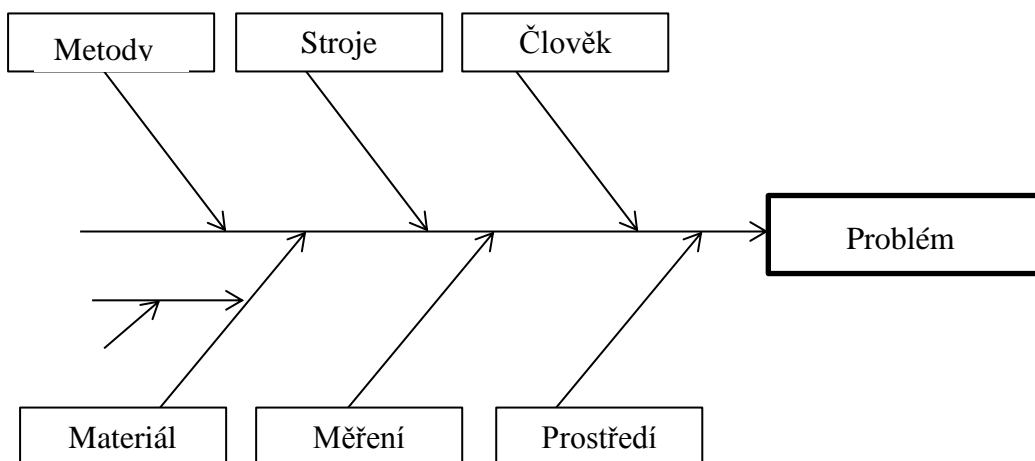 Metody
Stroje
Člověk
Problém
Materiál
Měření
Prostředí